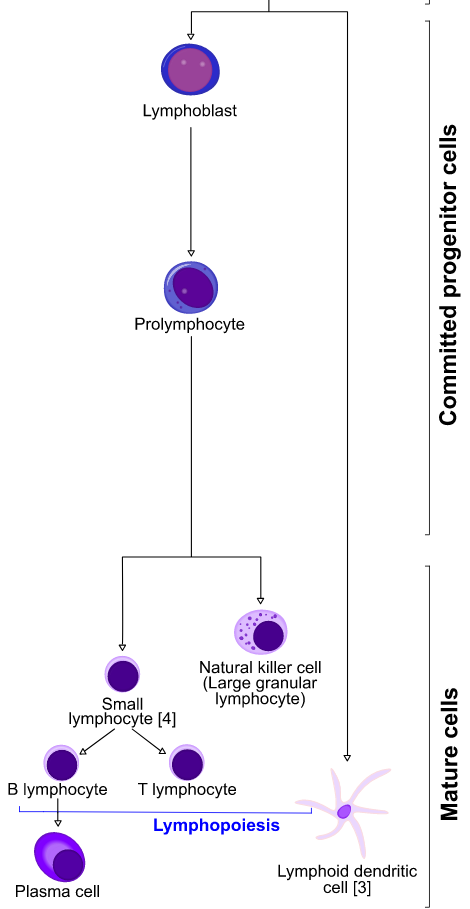 Lymphoblast
Committed progenitor cells
Prolymphocyte
Natural killer cell
(Large granular
lymphocyte)
Small
lymphocyte [4]
Mature cells
B lymphocyte
T lymphocyte
Lymphopoiesis
Lymphoid dendritic
cell [3]
Plasma cell